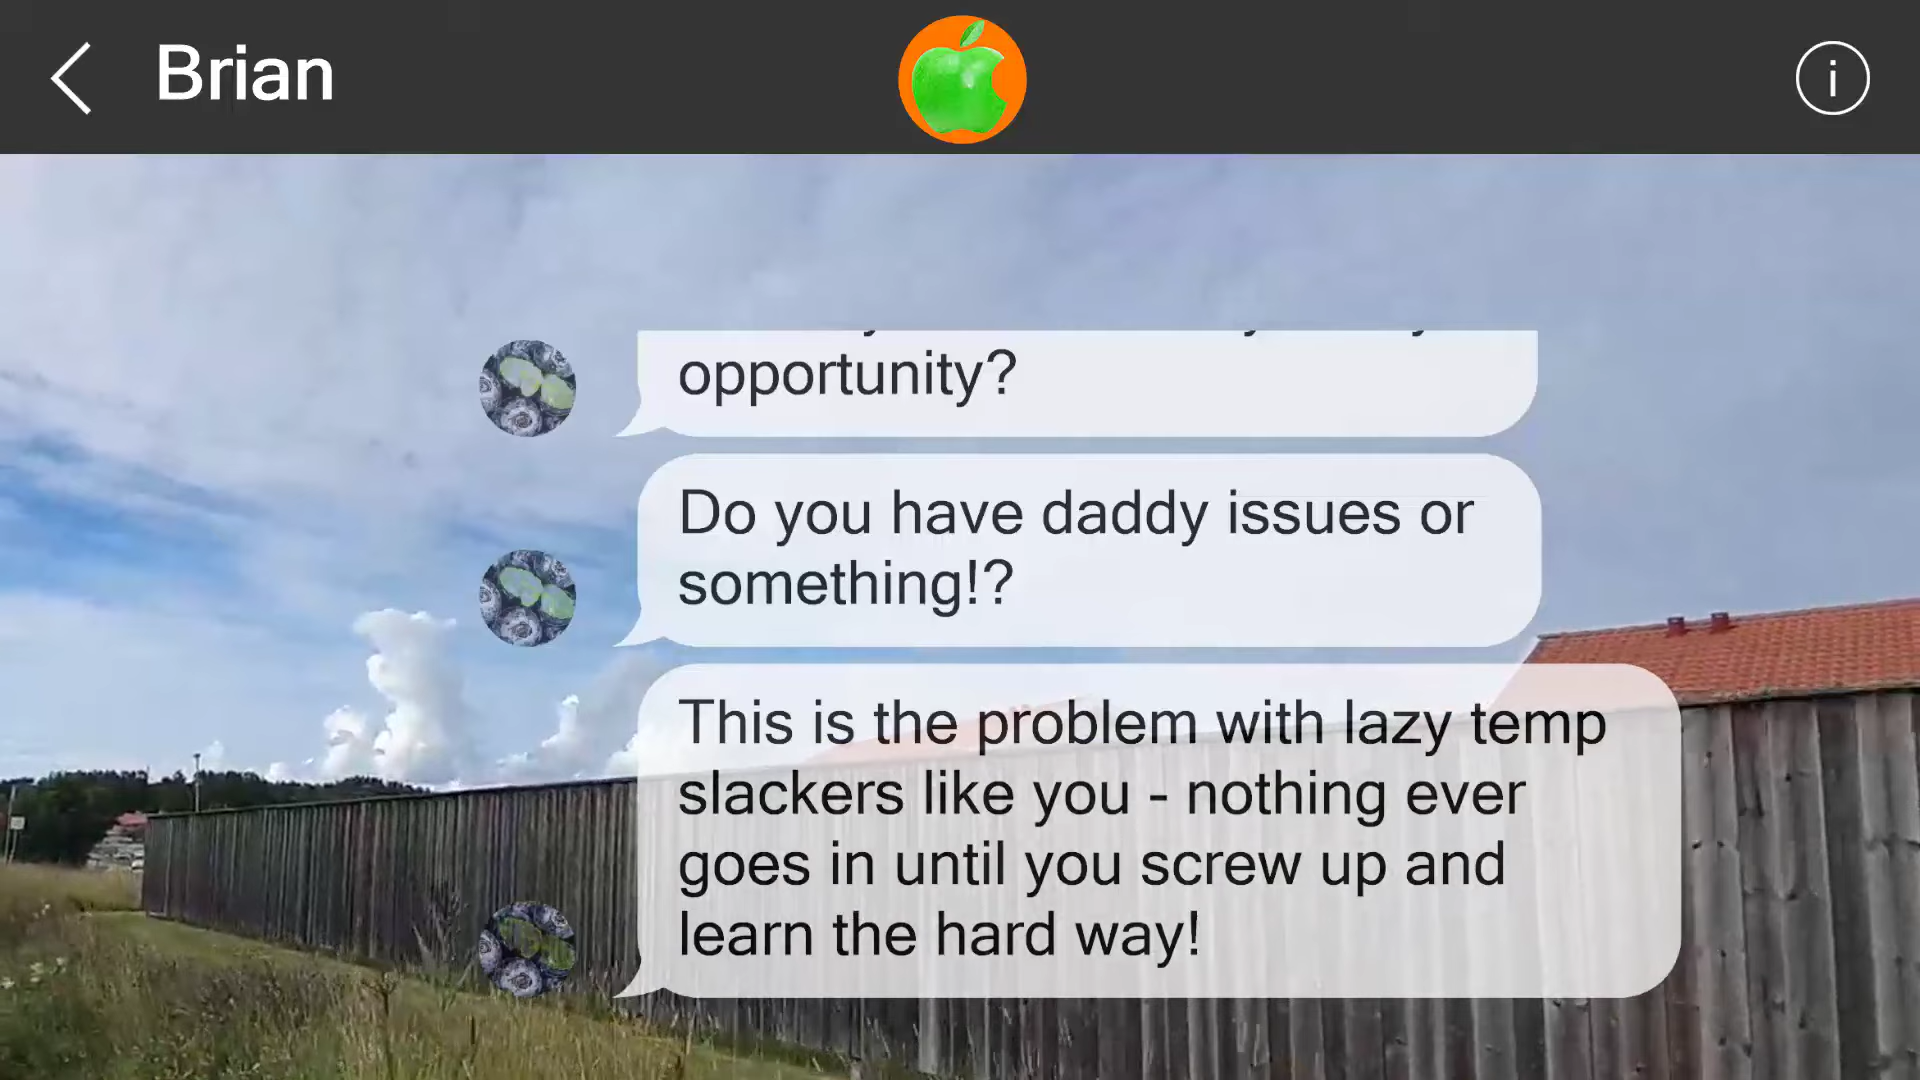 Brian
i
opportunity?
Do you have daddy issues or
something!?
This is the problem with lazy temp
slackers like you - nothing ever
goes in until you screw up and
learn the hard way!